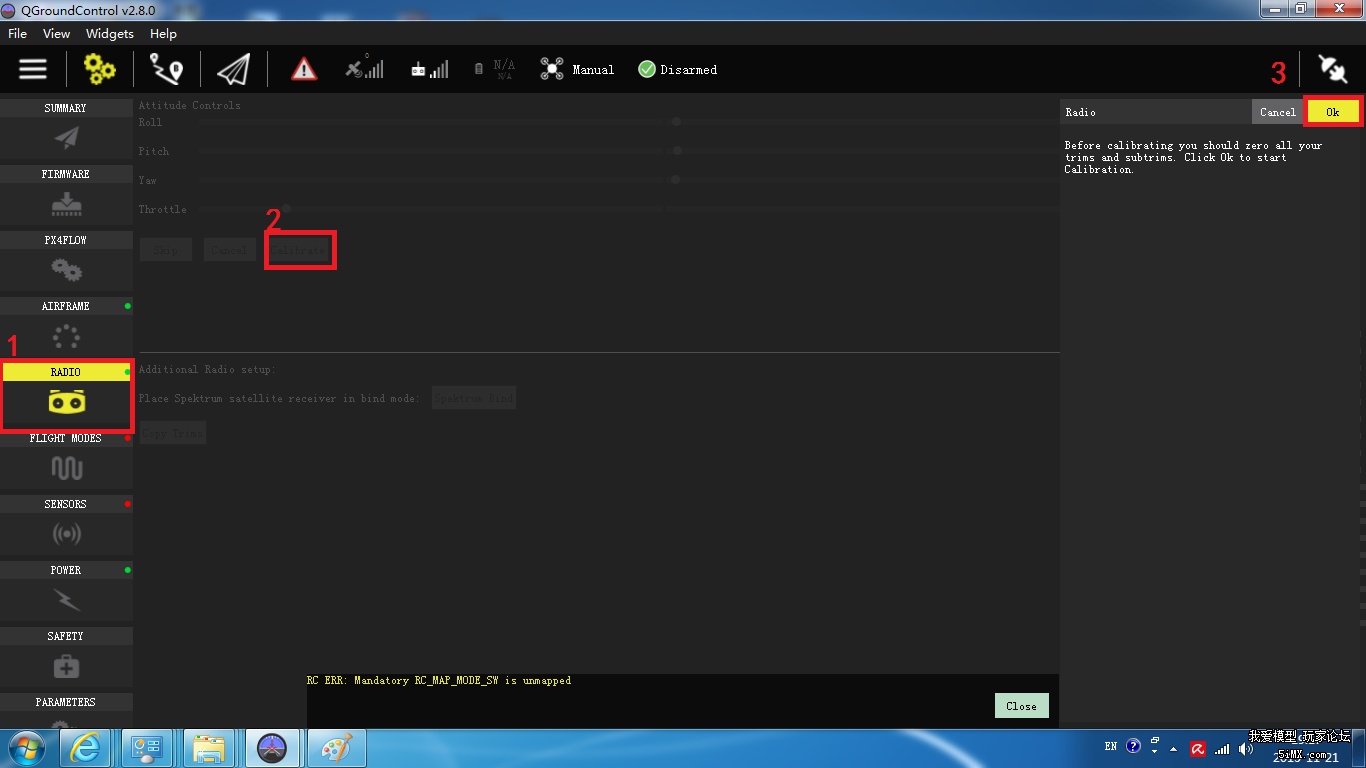 QGroundControl v2.8.0
File View Widgets Help
0
N/A
N/A
Manual
Disarmed
3
SUMMARY
FIRMWARE
PX4FLOW
AIRFRAME
1
RADIO
FLIGHT MODES
SENSORS
POWER
SAFETY
PARAMETERS
Attitude Controls
Roll
Pitch
Yaw
Throttle
2
Skip Cancel Calibrate
Additional Radio setup:
Place Spektrum satellite receiver in bind mode: Spektrum Bind
Copy Trims
RC ERR: Mandatory RC_MAP_MODE_SW is unmapped
Close
Radio Cancel Ok
Before calibrating you should zero all your
trims and subtrims. Click Ok to start
Calibration.
EN
我爱模型 玩家论坛
5iMX.com